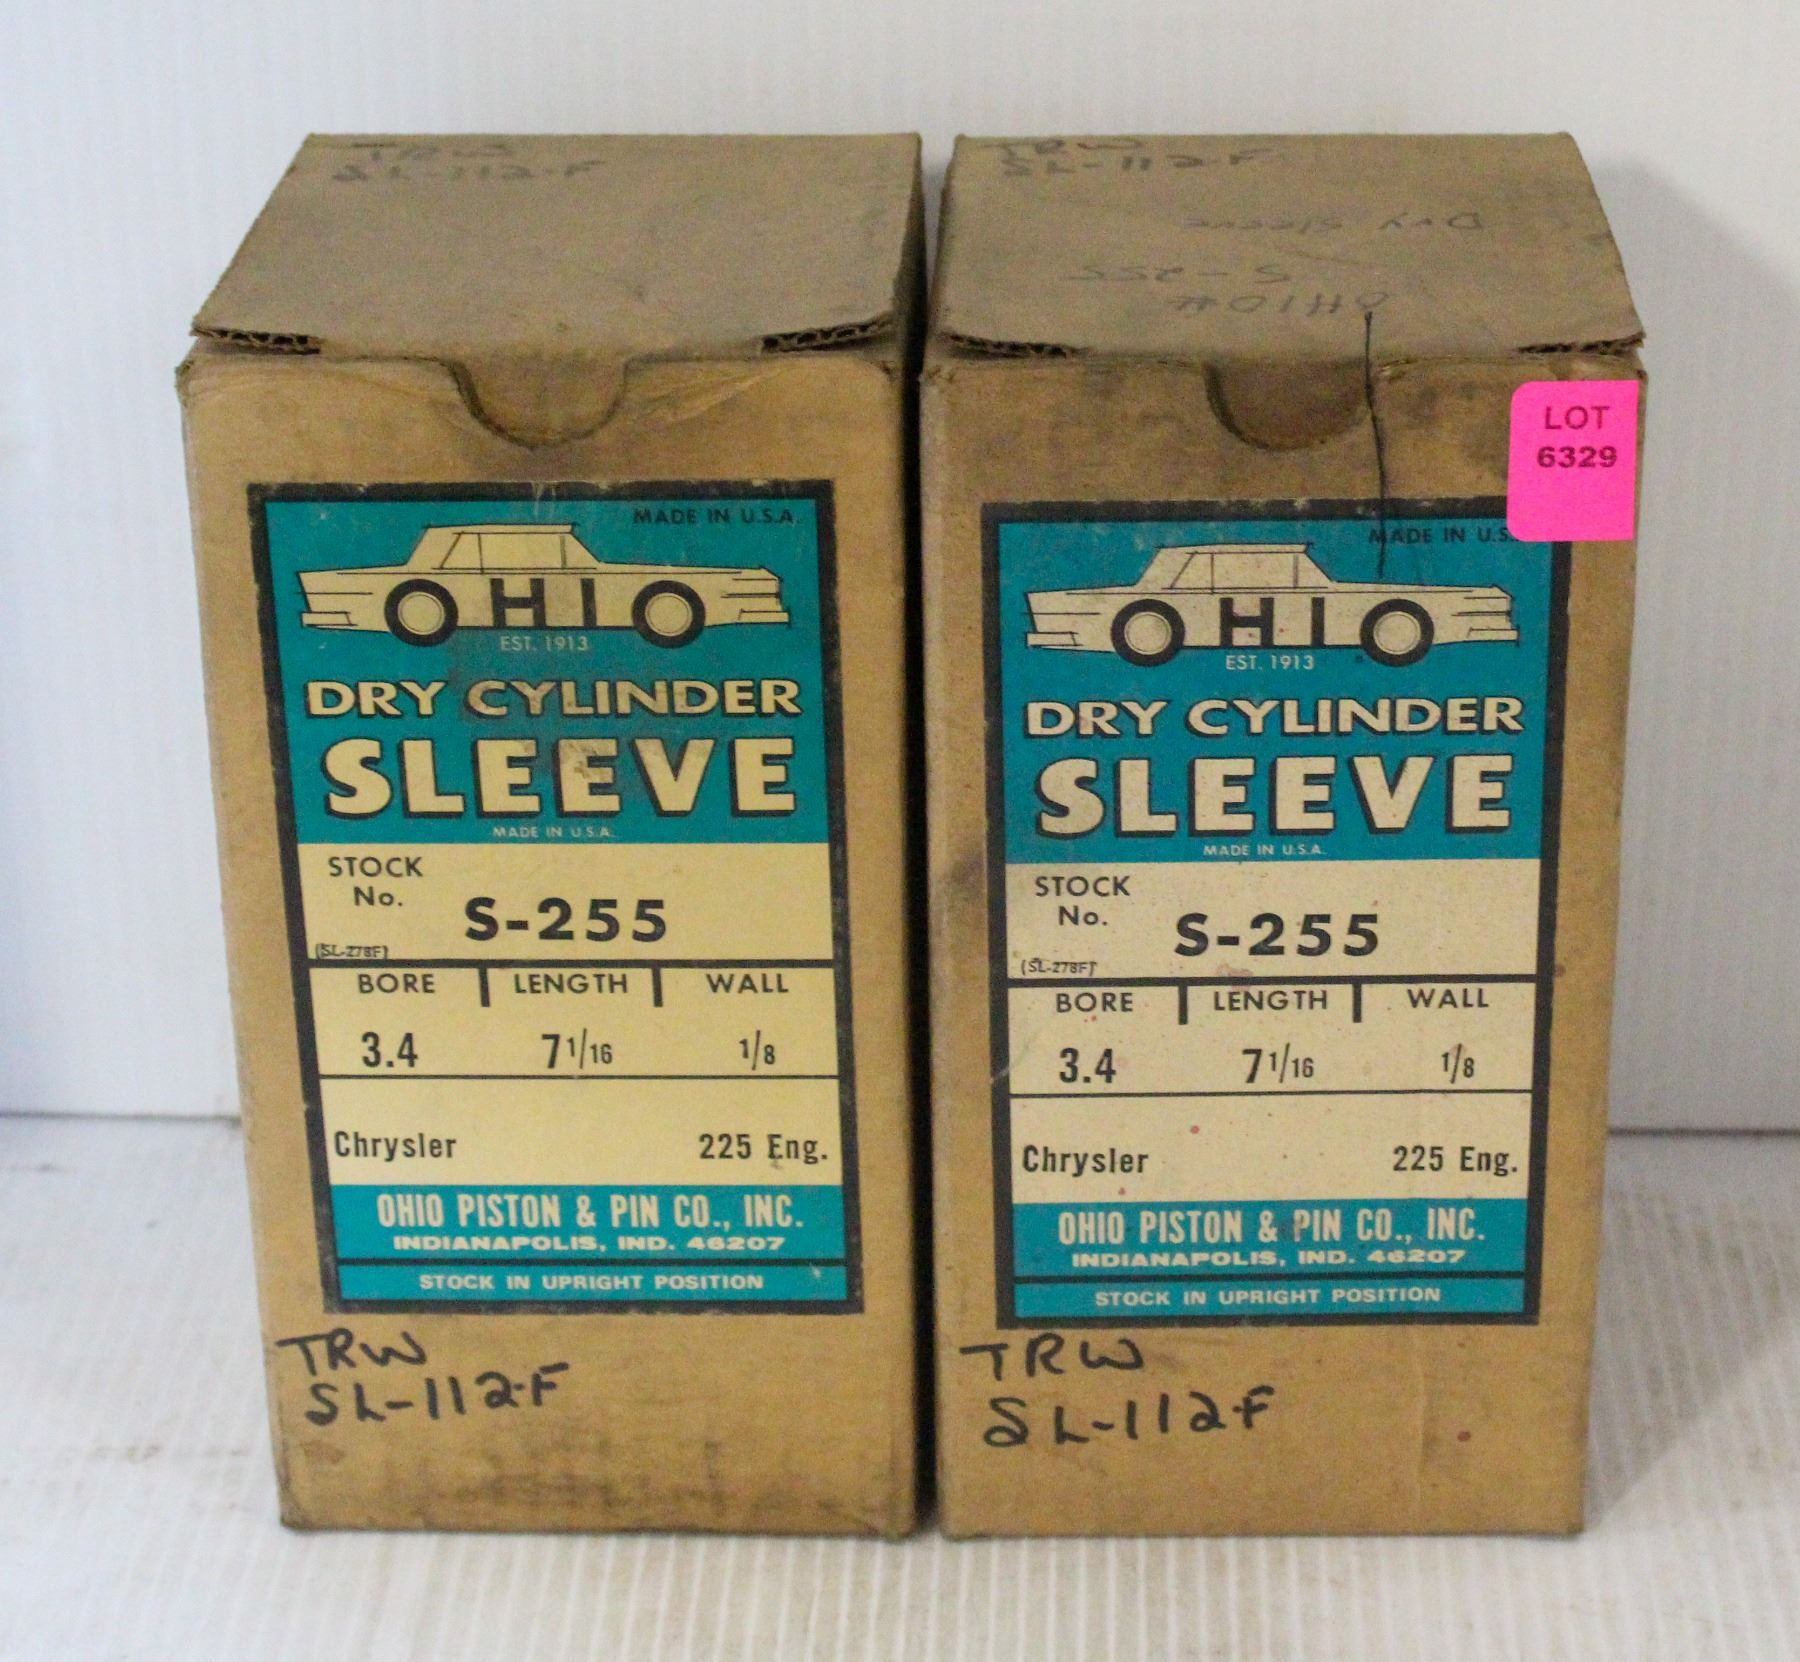 TRW
SL-112-F
MADE IN U.S.A.
OHIO
EST. 1913
DRY CYLINDER
SLEEVE
MADE IN U.S.A.
STOCK
No.
S-255
(SL-278F)
BORE LENGTH WALL
3.4 7 1/16 1/8
Chrysler 225 Eng.
OHIO PISTON & PIN CO., INC.
INDIANAPOLIS, IND. 46207
STOCK IN UPRIGHT POSITION
TRW
SL-112-F
TRW
SL-112-F
Dry Sleeve
S-255
OHIO#
LOT
6329
MADE IN U.S.
OHIO
EST. 1913
DRY CYLINDER
SLEEVE
MADE IN U.S.A.
STOCK
No.
S-255
(SL-278F)
BORE LENGTH WALL
3.4 7 1/16 1/8
Chrysler 225 Eng.
OHIO PISTON & PIN CO., INC.
INDIANAPOLIS, IND. 46207
STOCK IN UPRIGHT POSITION
TRW
SL-112-F